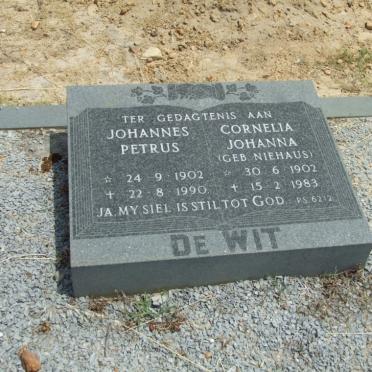 TER GEDAGTENIS AAN
JOHANNES
PETRUS
☆ 24·9·1902
+ 22·8·1990
CORNELIA
JOHANNA
(GEB. NIEHAUS)
☆ 30·6·1902
+ 15·2·1983
JA, MY SIEL IS STIL TOT GOD. PS. 62:2
DE WIT